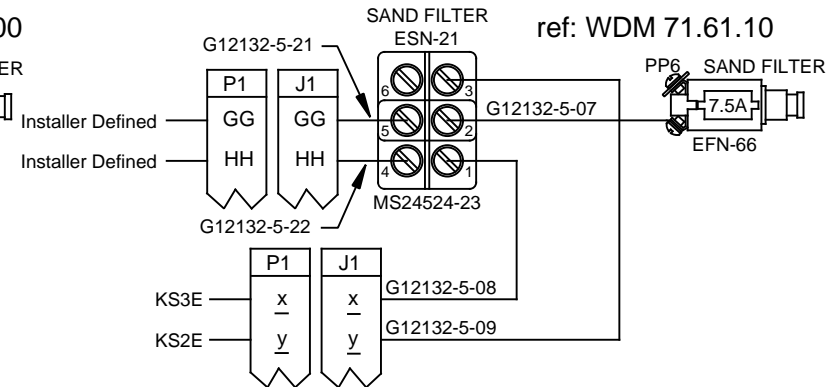 00
SAND FILTER
ESN-21
ref: WDM 71.61.10
ER
G12132-5-21
PP6
SAND FILTER
P1
J1
6
3
7.5A
Installer Defined
GG
GG
5
2
G12132-5-07
EFN-66
Installer Defined
HH
HH
4
1
MS24524-23
G12132-5-22
P1
J1
KS3E
x
x
G12132-5-08
KS2E
y
y
G12132-5-09